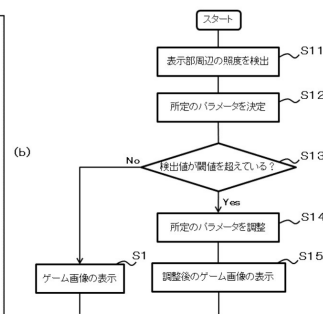 スタート
S11
表示部周辺の照度を検出
S12
所定のパラメータを決定
(b)
S13
No
検出値が閾値を超えている?
Yes
S14
所定のパラメータを調整
S1
S15
ゲーム画像の表示
調整後のゲーム画像の表示